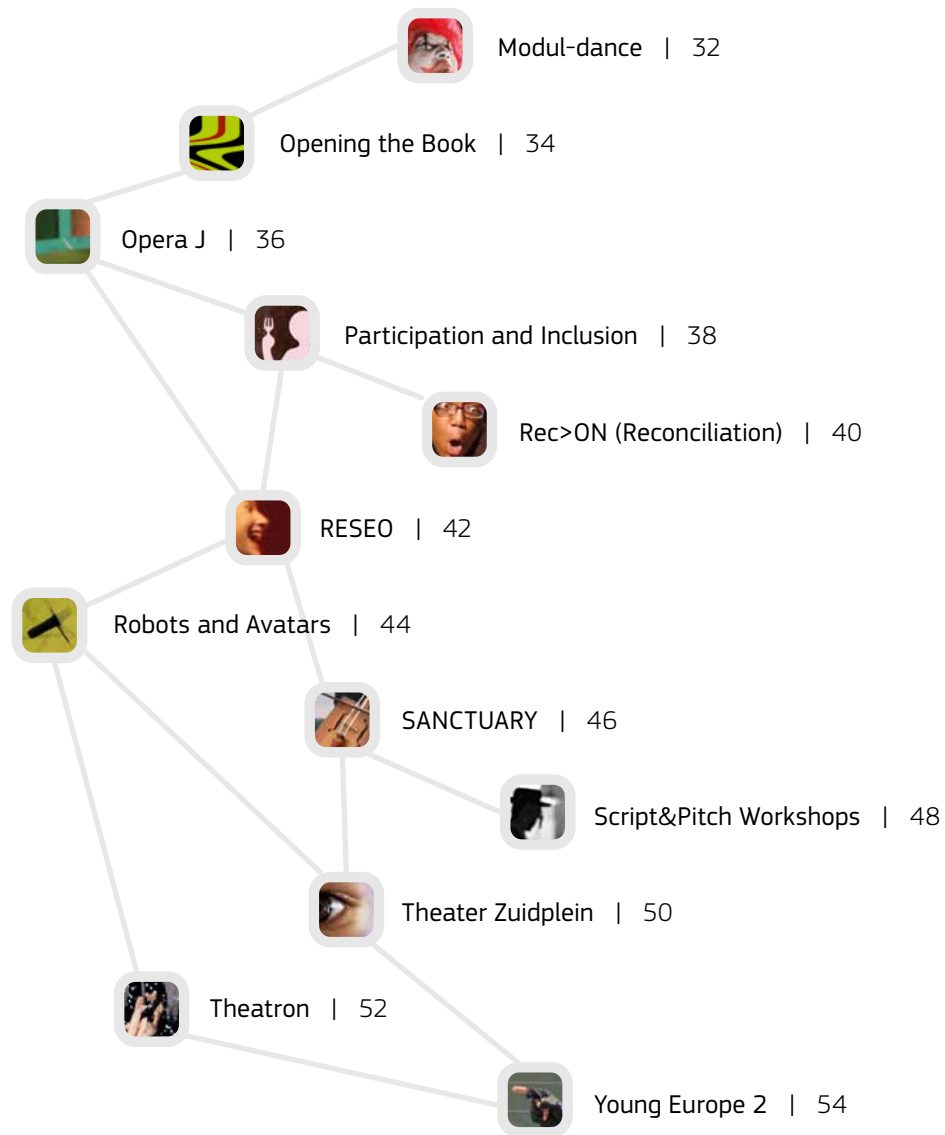 Modul-dance | 32
Opening the Book | 34
Opera J | 36
Participation and Inclusion | 38
Rec>ON (Reconciliation) | 40
RESEO | 42
Robots and Avatars | 44
SANCTUARY | 46
Script&Pitch Workshops | 48
Theater Zuidplein | 50
Theatron | 52
Young Europe 2 | 54